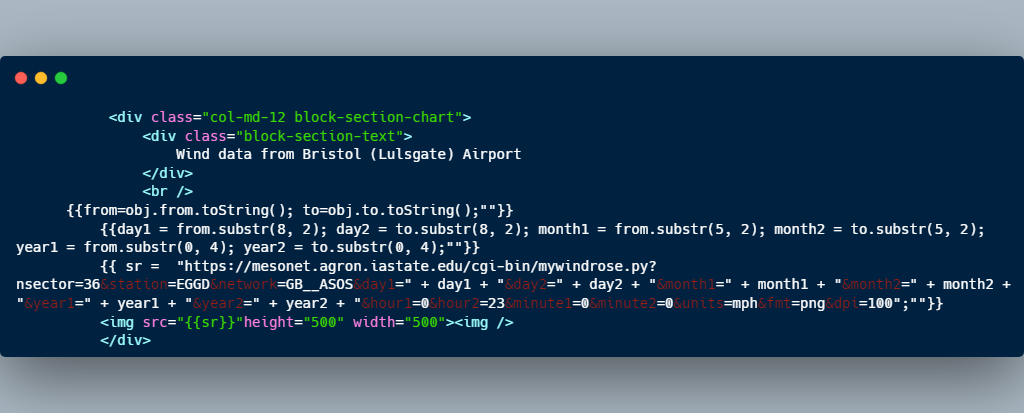 <div class="col-md-12 block-section-chart">
<div class="block-section-text">
Wind data from Bristol (Lulsgate) Airport
</div>
<br />
{{from=obj.from.toString(); to=obj.to.toString();""}}
{{day1 = from.substr(8, 2); day2 = to.substr(8, 2); month1 = from.substr(5, 2); month2 = to.substr(5, 2);
year1 = from.substr(0, 4); year2 = to.substr(0, 4);""}}
{{ sr =  "https://mesonet.agron.iastate.edu/cgi-bin/mywindrose.py?
nsector=36&station=EGGD&network=GB__ASOS&day1=" + day1 + "&day2=" + day2 + "&month1=" + month1 + "&month2=" + month2 +
"&year1=" + year1 + "&year2=" + year2 + "&hour1=0&hour2=23&minute1=0&minute2=0&units=mph&fmt=png&dpi=100";""}}
<img src="{{sr}}"height="500" width="500"><img />
</div>